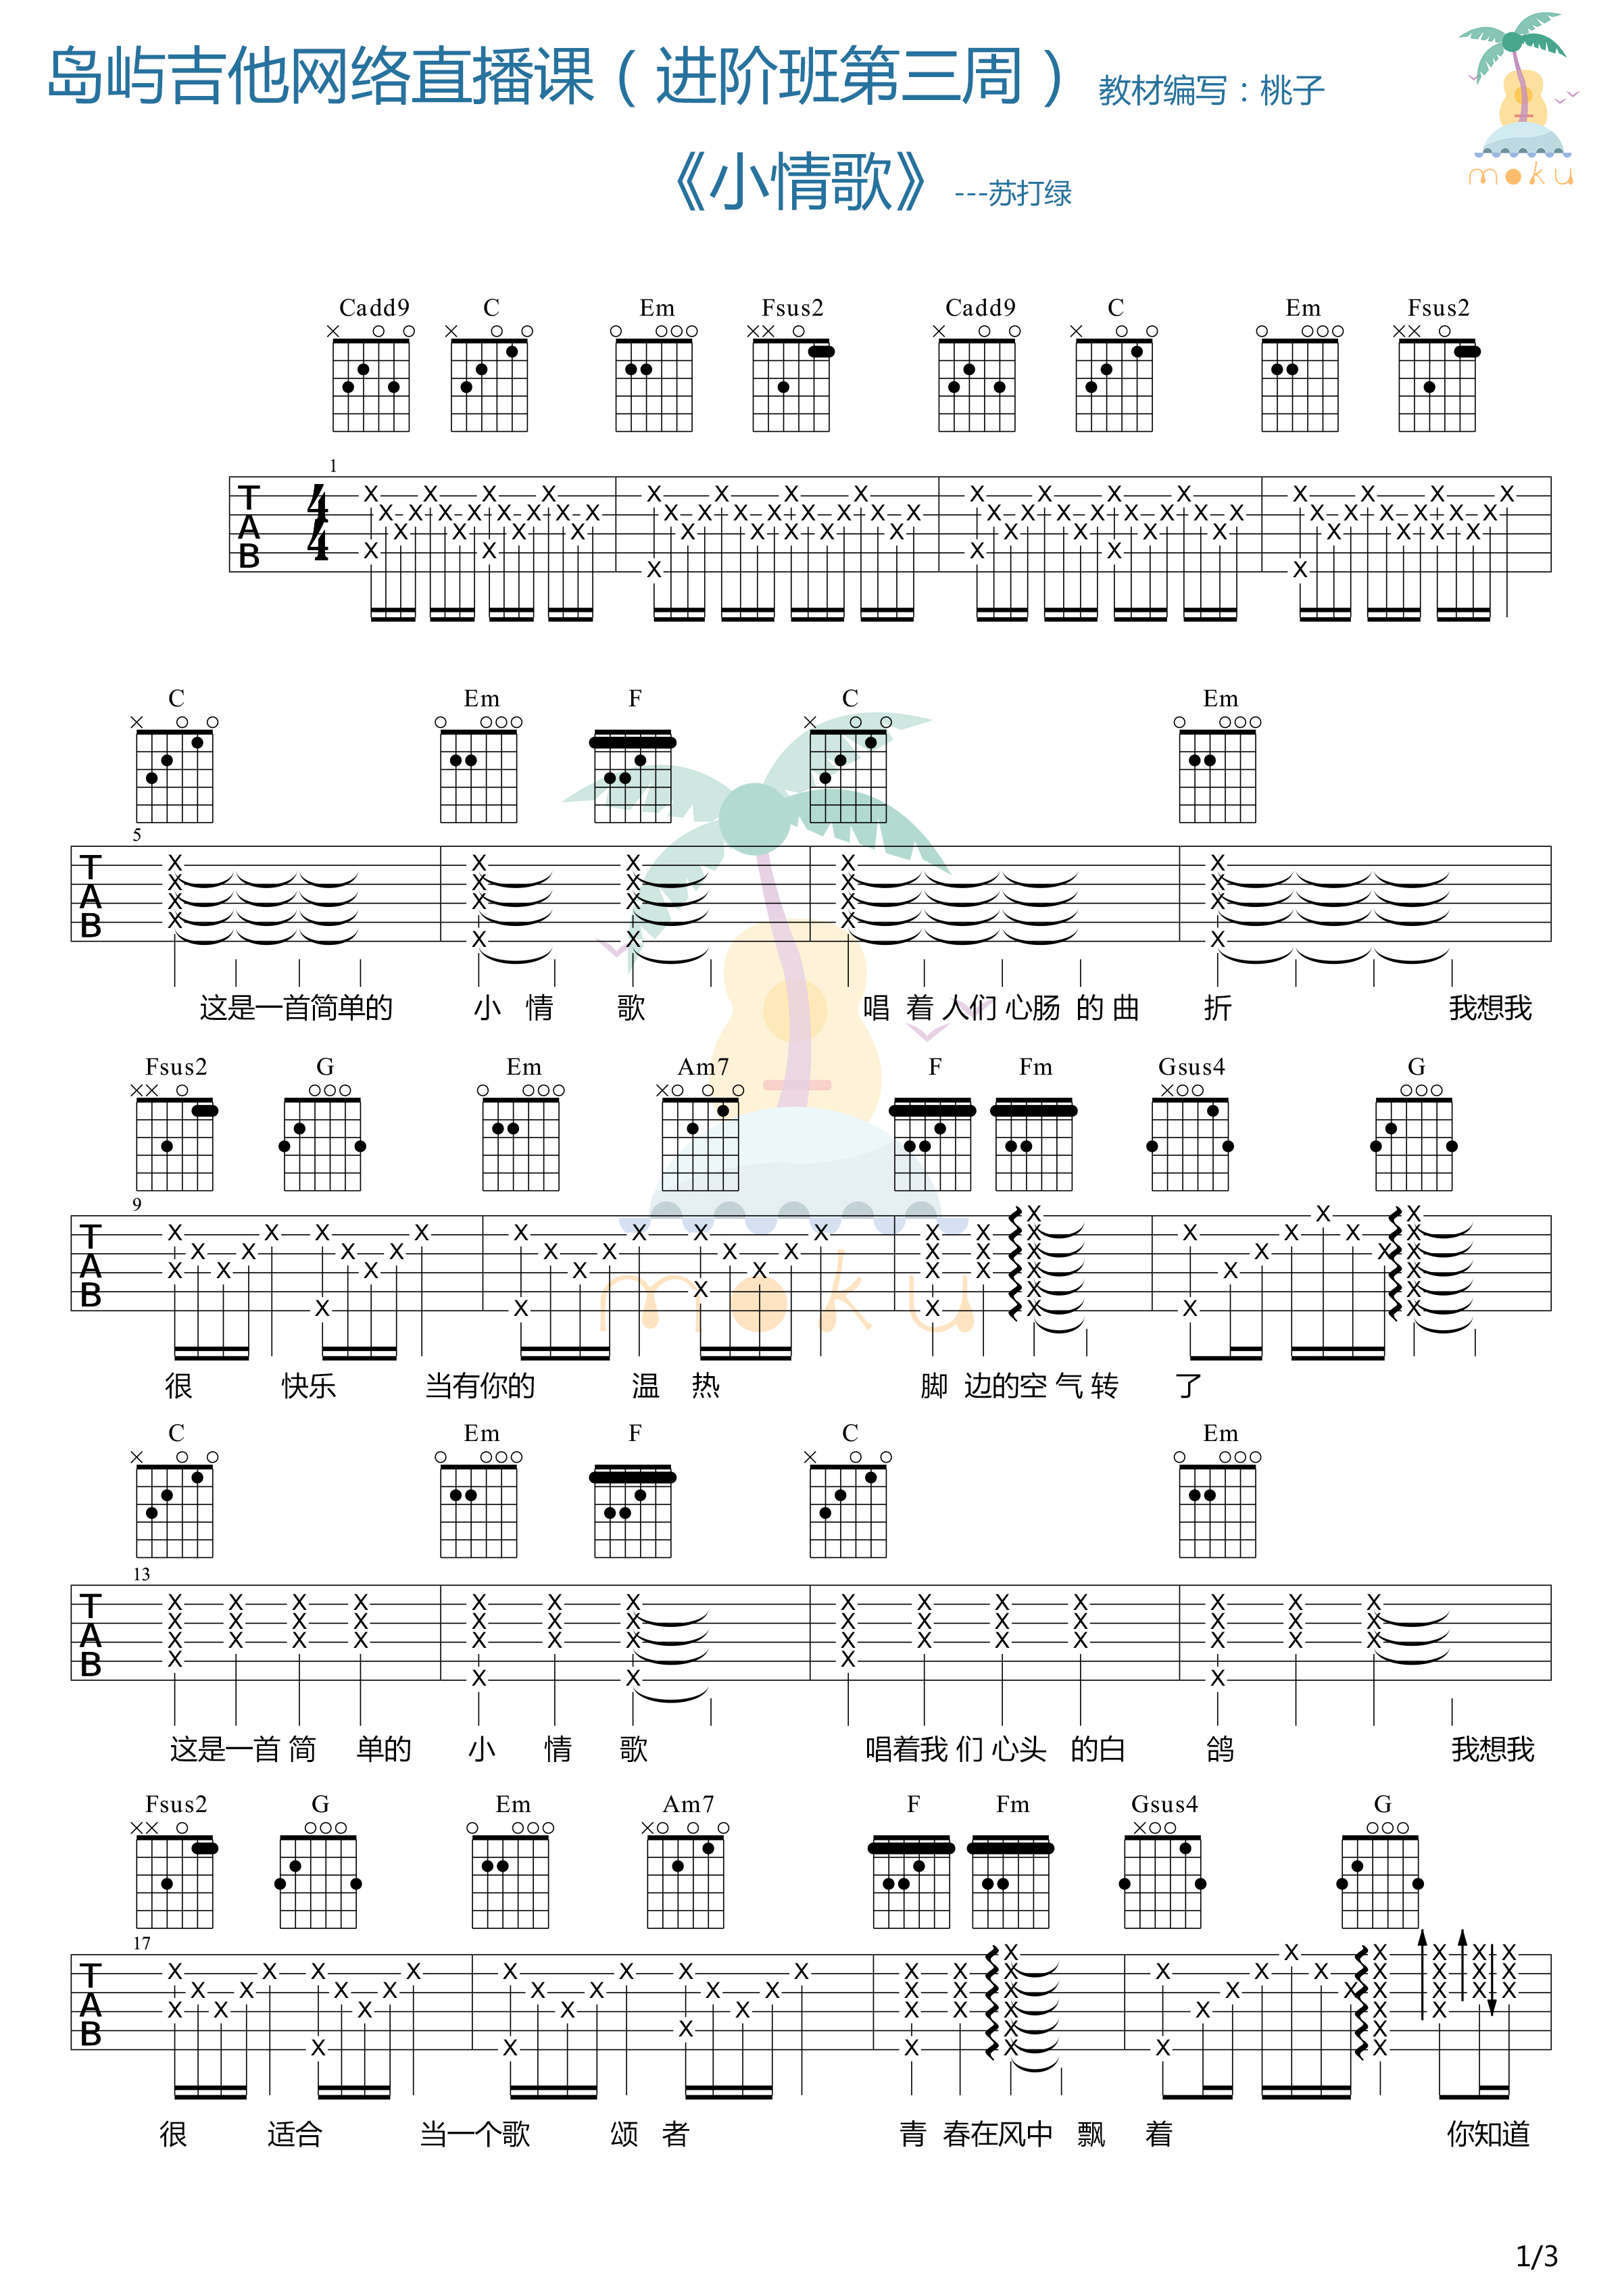 岛屿吉他网络直播课（进阶班第三周）教材编写：桃子
《小情歌》---苏打绿
moku
Cadd9 C Em Fsus2 Cadd9 C Em Fsus2
1
T A B 4/4
C Em F C Em
5
T A B
这是一首简单的 小 情 歌 唱 着 人们 心肠 的 曲 折 我想我
Fsus2 G Em Am7 F Fm Gsus4 G
9
T A B
很 快乐 当有你的 温 热 脚 边的空 气 转 了
moku
C Em F C Em
13
T A B
这是一首 简 单的 小 情 歌 唱着我 们 心头 的白 鸽 我想我
Fsus2 G Em Am7 F Fm Gsus4 G
17
T A B
很 适合 当一个歌 颂 者 青 春在风中 飘 着 你知道
1/3